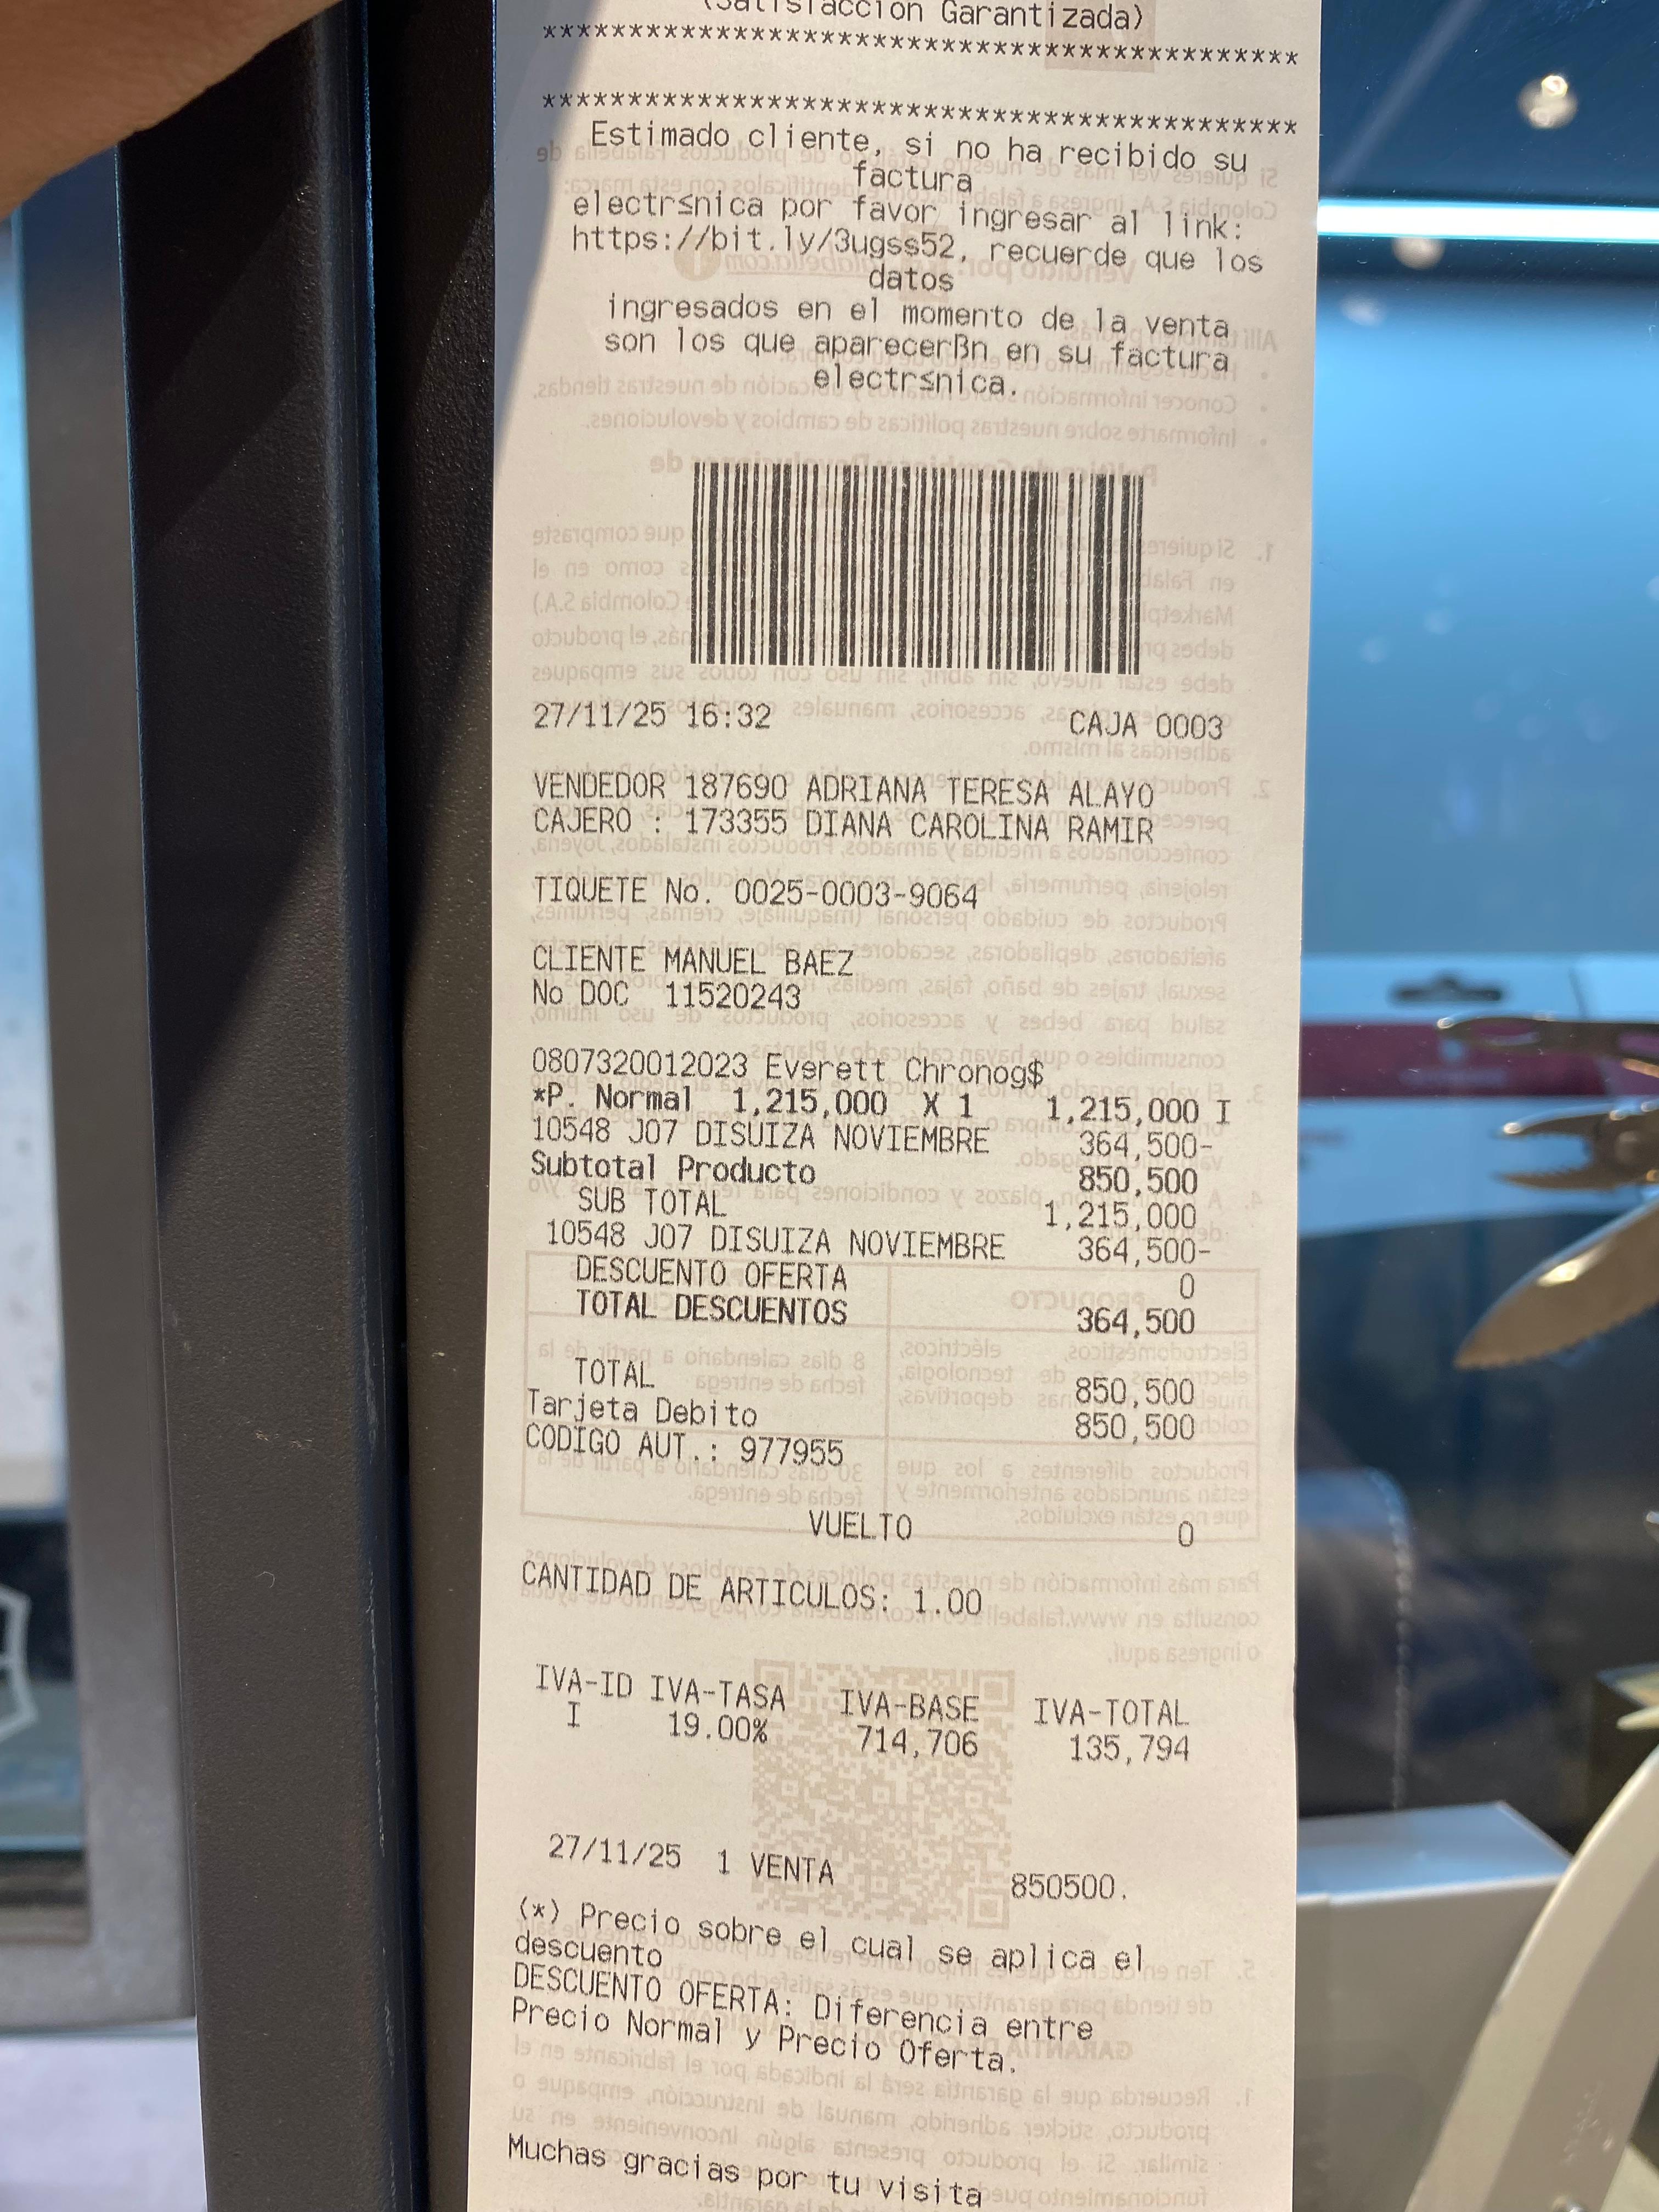 (Satisfaccion Garantizada)
********************************************
********************************************
Estimado cliente, si no ha recibido su
factura
electr≤nica por favor ingresar al link:
https://bit.ly/3ugss52, recuerde que los
datos
ingresados en el momento de la venta
son los que aparecerßn en su factura
electr≤nica.
27/11/25 16:32 CAJA 0003
VENDEDOR 187690 ADRIANA TERESA ALAYO
CAJERO : 173355 DIANA CAROLINA RAMIR
TIQUETE No. 0025-0003-9064
CLIENTE MANUEL BAEZ
No DOC 11520243
0807320012023 Everett Chronog$
*P. Normal 1,215,000 X 1 1,215,000 I
10548 J07 DISUIZA NOVIEMBRE 364,500-
Subtotal Producto 850,500
SUB TOTAL 1,215,000
10548 J07 DISUIZA NOVIEMBRE 364,500-
DESCUENTO OFERTA 0
TOTAL DESCUENTOS 364,500
TOTAL 850,500
Tarjeta Debito 850,500
CODIGO AUT.: 977955
VUELTO 0
CANTIDAD DE ARTICULOS: 1.00
IVA-ID IVA-TASA IVA-BASE IVA-TOTAL
I 19.00% 714,706 135,794
27/11/25 1 VENTA 850500.
(*) Precio sobre el cual se aplica el
descuento
DESCUENTO OFERTA: Diferencia entre
Precio Normal y Precio Oferta.
Muchas gracias por tu visita